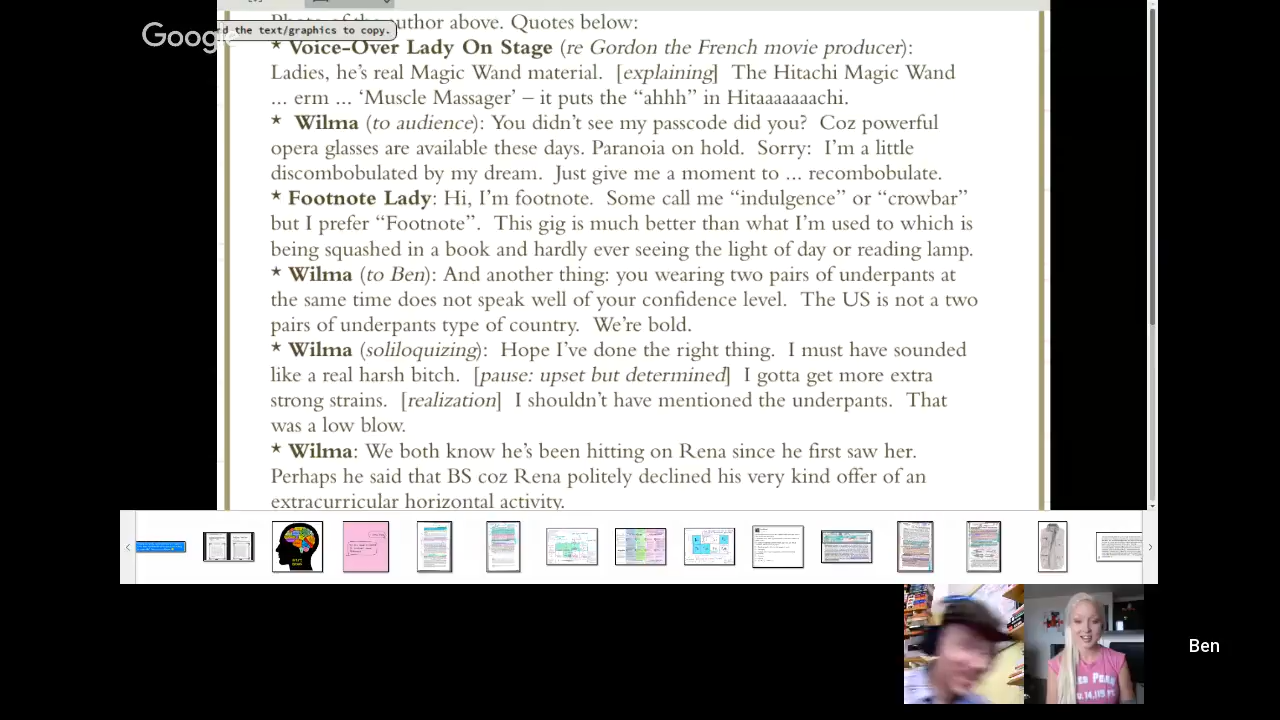 Photo of the author above. Quotes below:
Google
d the text/graphics to copy.
★ Voice-Over Lady On Stage (re Gordon the French movie producer):
Ladies, he’s real Magic Wand material. [explaining] The Hitachi Magic Wand
... erm ... ‘Muscle Massager’ – it puts the “ahhh” in Hitaaaaaaachi.
★ Wilma (to audience): You didn’t see my passcode did you? Coz powerful
opera glasses are available these days. Paranoia on hold. Sorry: I’m a little
discombobulated by my dream. Just give me a moment to ... recombobulate.
★ Footnote Lady: Hi, I’m footnote. Some call me “indulgence” or “crowbar”
but I prefer “Footnote”. This gig is much better than what I’m used to which is
being squashed in a book and hardly ever seeing the light of day or reading lamp.
★ Wilma (to Ben): And another thing: you wearing two pairs of underpants at
the same time does not speak well of your confidence level. The US is not a two
pairs of underpants type of country. We’re bold.
★ Wilma (soliloquizing): Hope I’ve done the right thing. I must have sounded
like a real harsh bitch. [pause: upset but determined] I gotta get more extra
strong strains. [realization] I shouldn’t have mentioned the underpants. That
was a low blow.
★ Wilma: We both know he’s been hitting on Rena since he first saw her.
Perhaps he said that BS coz Rena politely declined his very kind offer of an
extracurricular horizontal activity.
Ben